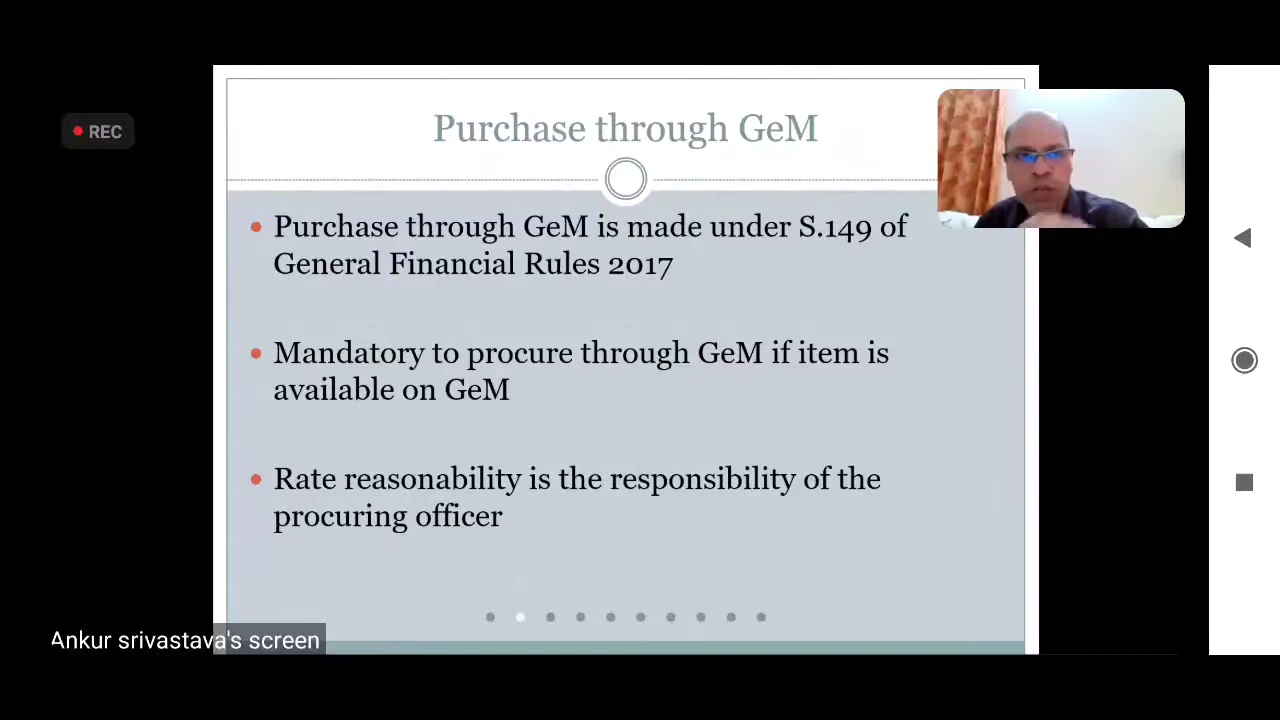 REC
Purchase through GeM
Purchase through GeM is made under S.149 of
General Financial Rules 2017
Mandatory to procure through GeM if item is
available on GeM
Rate reasonability is the responsibility of the
procuring officer
Ankur srivastava's screen